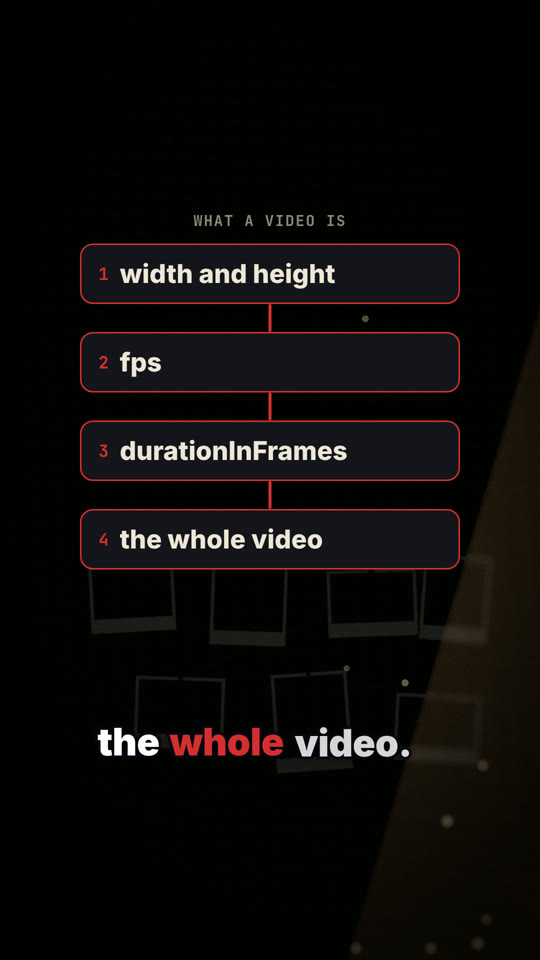 WHAT A VIDEO IS
1 width and height
2 fps
3 durationInFrames
4 the whole video
the whole video.